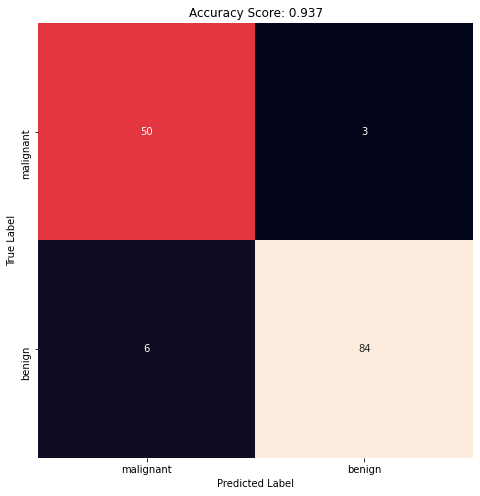 Accuracy Score: 0.937
True Label
malignant
50
3
benign
6
84
malignant
benign
Predicted Label